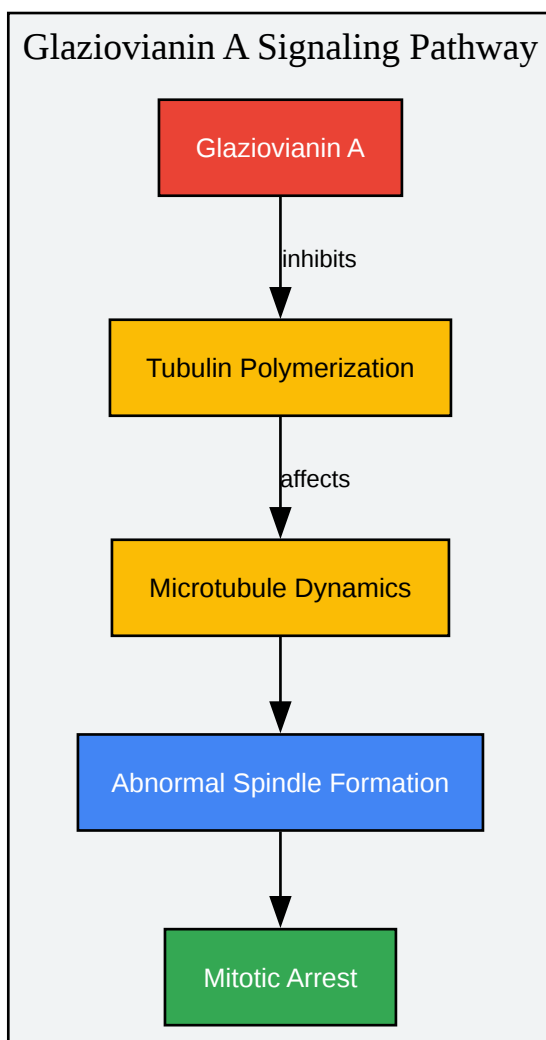 Glaziovianin A Signaling Pathway
Glaziovianin A
inhibits
Tubulin Polymerization
affects
Microtubule Dynamics
Abnormal Spindle Formation
Mitotic Arrest